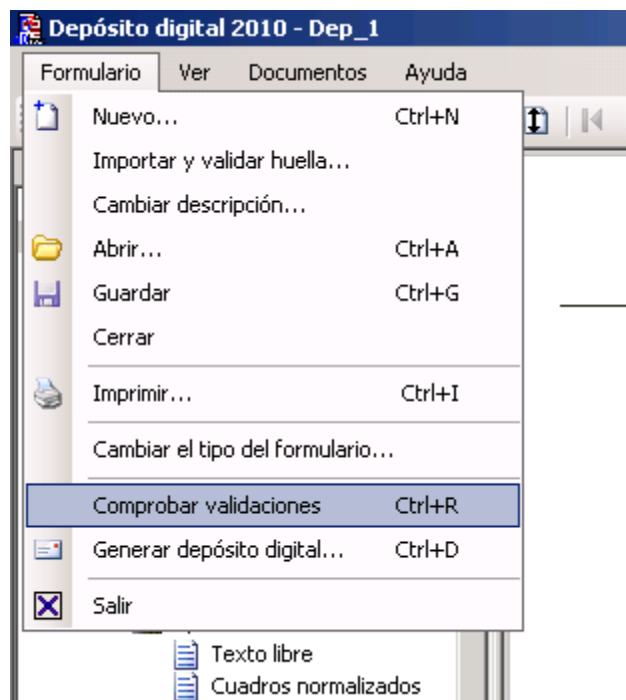 Depósito digital 2010 - Dep_1
Formulario Ver Documentos Ayuda
Nuevo... Ctrl+N
Importar y validar huella...
Cambiar descripción...
Abrir... Ctrl+A
Guardar Ctrl+G
Cerrar
Imprimir... Ctrl+I
Cambiar el tipo del formulario...
Comprobar validaciones Ctrl+R
Generar depósito digital... Ctrl+D
Salir
Texto libre
Cuadros normalizados